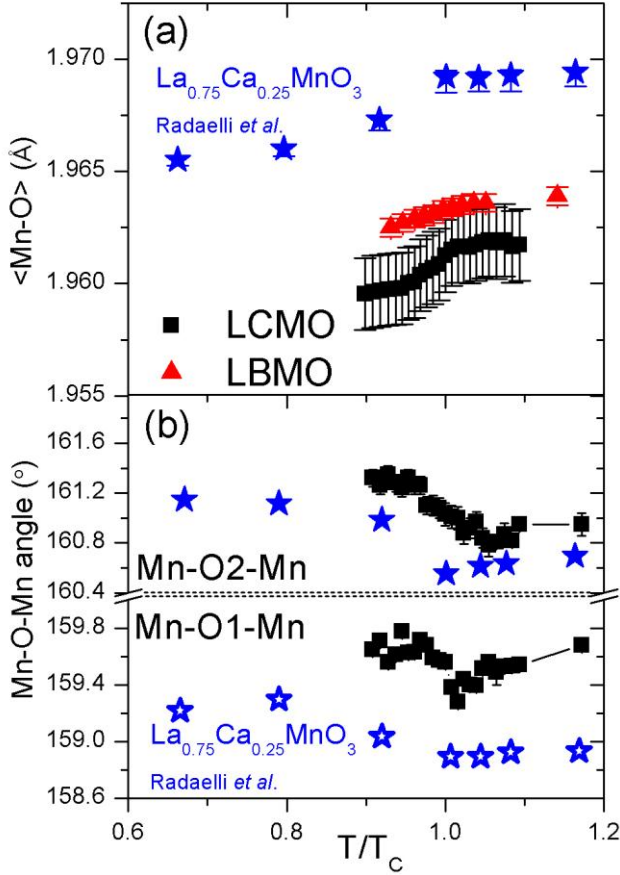 (a)
1.970
La0.75Ca0.25MnO3
Radaelli et al.
1.965
<Mn-O> (Å)
1.960
LCMO
LBMO
1.955
(b)
161.6
161.2
160.8
Mn-O2-Mn
160.4
Mn-O-Mn angle (°)
Mn-O1-Mn
159.6
159.4
159.0
La0.75Ca0.25MnO3
Radaelli et al.
158.6
0.6 0.8 1.0 1.2
T/TC